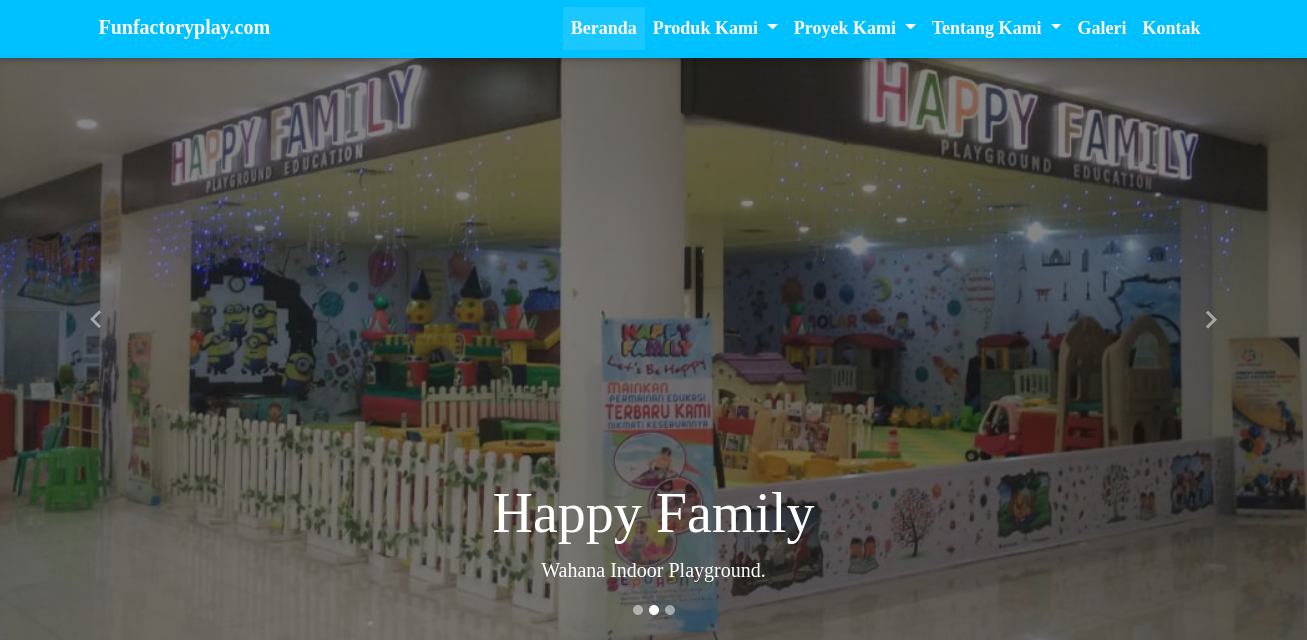 Funfactoryplay.com
Beranda
Produk Kami
Proyek Kami
Tentang Kami
Galeri
Kontak
HAPPY FAMILY
PLAYGROUND EDUCATION
HAPPY FAMILY
PLAYGROUND EDUCATION
SOLAR
HAPPY
FAMILY
Let's Be Happy
MAINKAN
PERMAINAN EDUKASI
TERBARU KAMI
NIKMATI KESERUANNYA
Happy Family
Wahana Indoor Playground.